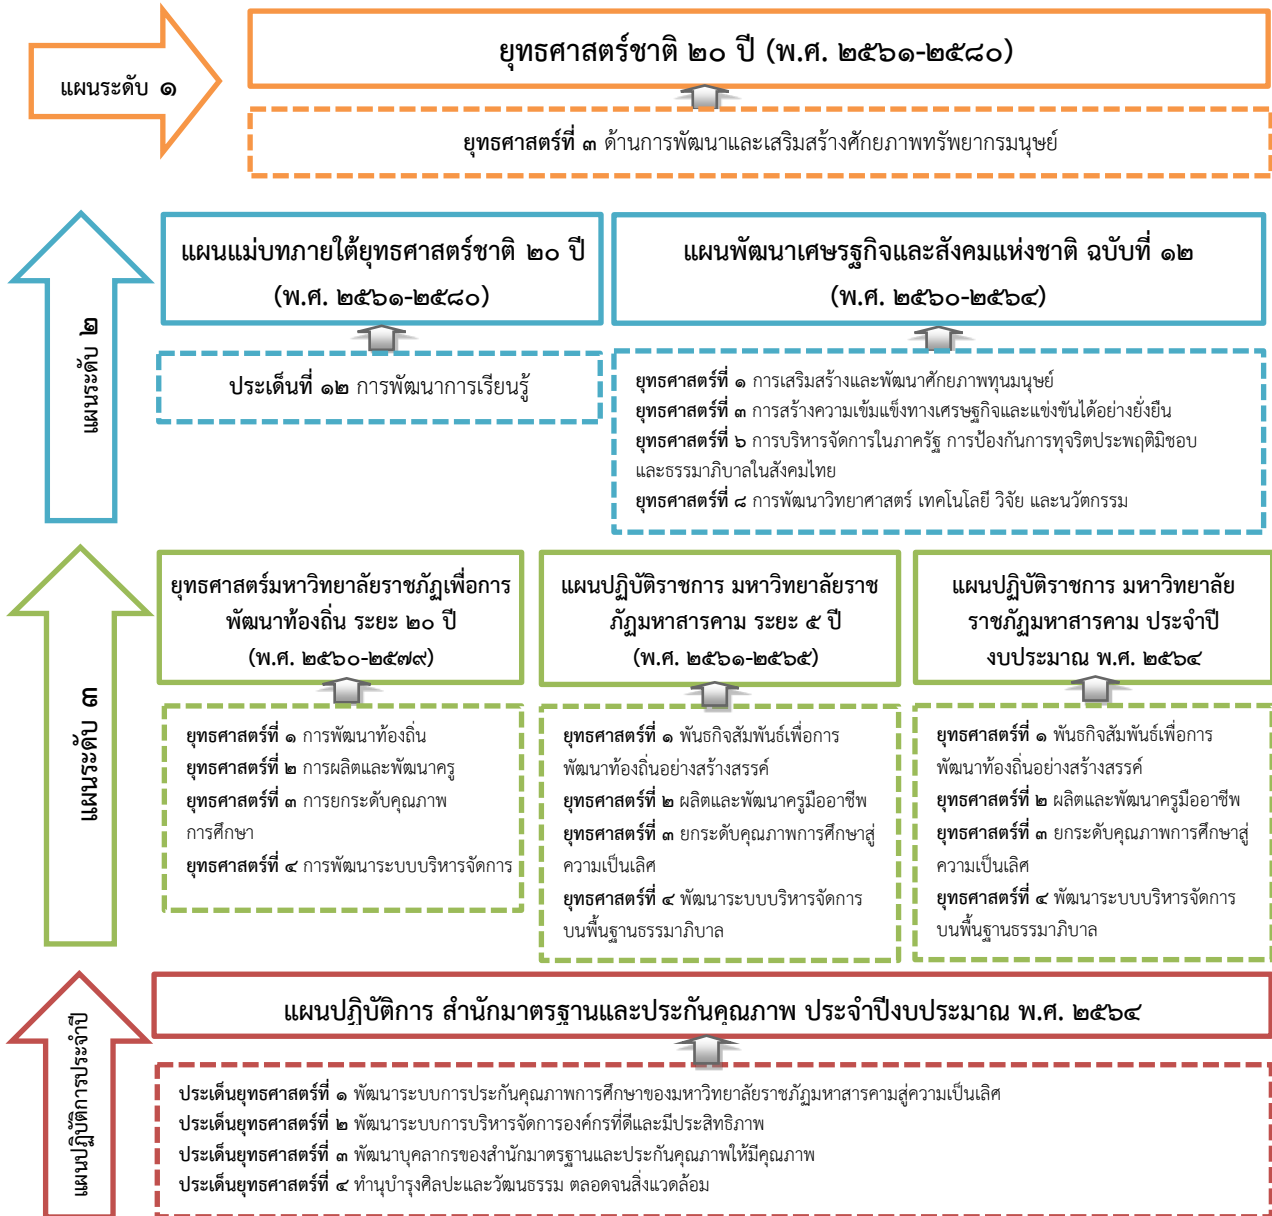 แผนระดับ ๑
ยุทธศาสตร์ชาติ ๒๐ ปี (พ.ศ. ๒๕๖๑-๒๕๘๐)
ยุทธศาสตร์ที่ ๓ ด้านการพัฒนาและเสริมสร้างศักยภาพทรัพยากรมนุษย์
แผนระดับ ๒
แผนแม่บทภายใต้ยุทธศาสตร์ชาติ ๒๐ ปี
(พ.ศ. ๒๕๖๑-๒๕๘๐)
ประเด็นที่ ๑๒ การพัฒนาการเรียนรู้
แผนพัฒนาเศรษฐกิจและสังคมแห่งชาติ ฉบับที่ ๑๒
(พ.ศ. ๒๕๖๐-๒๕๖๔)
ยุทธศาสตร์ที่ ๑ การเสริมสร้างและพัฒนาศักยภาพทุนมนุษย์
ยุทธศาสตร์ที่ ๓ การสร้างความเข้มแข็งทางเศรษฐกิจและแข่งขันได้อย่างยั่งยืน
ยุทธศาสตร์ที่ ๖ การบริหารจัดการในภาครัฐ การป้องกันการทุจริตประพฤติมิชอบ
และธรรมาภิบาลในสังคมไทย
ยุทธศาสตร์ที่ ๘ การพัฒนาวิทยาศาสตร์ เทคโนโลยี วิจัย และนวัตกรรม
แผนระดับ ๓
ยุทธศาสตร์มหาวิทยาลัยราชภัฏเพื่อการ
พัฒนาท้องถิ่น ระยะ ๒๐ ปี
(พ.ศ. ๒๕๖๐-๒๕๗๙)
ยุทธศาสตร์ที่ ๑ การพัฒนาท้องถิ่น
ยุทธศาสตร์ที่ ๒ การผลิตและพัฒนาครู
ยุทธศาสตร์ที่ ๓ การยกระดับคุณภาพ
การศึกษา
ยุทธศาสตร์ที่ ๔ การพัฒนาระบบบริหารจัดการ
แผนปฏิบัติราชการ มหาวิทยาลัยราช
ภัฏมหาสารคาม ระยะ ๕ ปี
(พ.ศ. ๒๕๖๑-๒๕๖๕)
ยุทธศาสตร์ที่ ๑ พันธกิจสัมพันธ์เพื่อการ
พัฒนาท้องถิ่นอย่างสร้างสรรค์
ยุทธศาสตร์ที่ ๒ ผลิตและพัฒนาครูมืออาชีพ
ยุทธศาสตร์ที่ ๓ ยกระดับคุณภาพการศึกษาสู่
ความเป็นเลิศ
ยุทธศาสตร์ที่ ๔ พัฒนาระบบบริหารจัดการ
บนพื้นฐานธรรมาภิบาล
แผนปฏิบัติราชการ มหาวิทยาลัย
ราชภัฏมหาสารคาม ประจำปี
งบประมาณ พ.ศ. ๒๕๖๔
ยุทธศาสตร์ที่ ๑ พันธกิจสัมพันธ์เพื่อการ
พัฒนาท้องถิ่นอย่างสร้างสรรค์
ยุทธศาสตร์ที่ ๒ ผลิตและพัฒนาครูมืออาชีพ
ยุทธศาสตร์ที่ ๓ ยกระดับคุณภาพการศึกษาสู่
ความเป็นเลิศ
ยุทธศาสตร์ที่ ๔ พัฒนาระบบบริหารจัดการ
บนพื้นฐานธรรมาภิบาล
แผนปฏิบัติการประจำปี
แผนปฏิบัติการ สำนักมาตรฐานและประกันคุณภาพ ประจำปีงบประมาณ พ.ศ. ๒๕๖๔
ประเด็นยุทธศาสตร์ที่ ๑ พัฒนาระบบการประกันคุณภาพการศึกษาของมหาวิทยาลัยราชภัฏมหาสารคามสู่ความเป็นเลิศ
ประเด็นยุทธศาสตร์ที่ ๒ พัฒนาระบบการบริหารจัดการองค์กรที่ดีและมีประสิทธิภาพ
ประเด็นยุทธศาสตร์ที่ ๓ พัฒนาบุคลากรของสำนักมาตรฐานและประกันคุณภาพให้มีคุณภาพ
ประเด็นยุทธศาสตร์ที่ ๔ ทำนุบำรุงศิลปะและวัฒนธรรม ตลอดจนสิ่งแวดล้อม